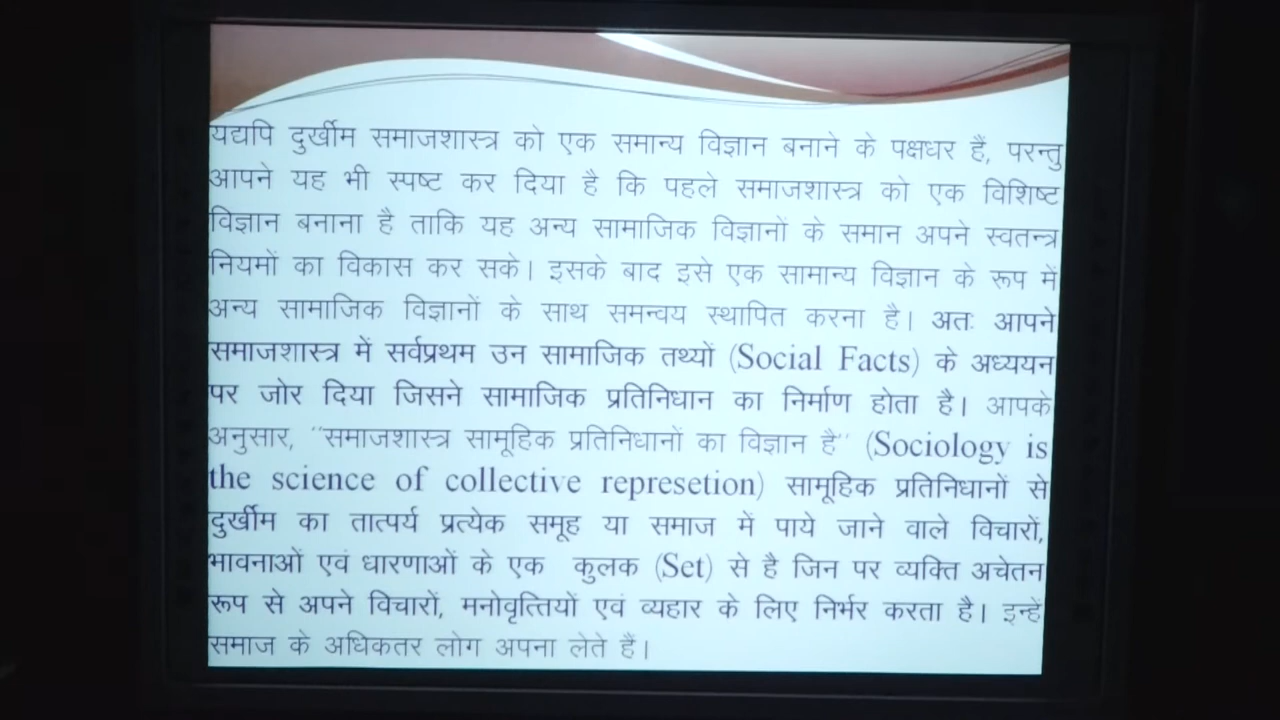 यद्यपि दुर्खीम समाजशास्त्र को एक समान्य विज्ञान बनाने के पक्षधर हैं, परन्तु
आपने यह भी स्पष्ट कर दिया है कि पहले समाजशास्त्र को एक विशिष्ट
विज्ञान बनाना है ताकि यह अन्य सामाजिक विज्ञानों के समान अपने स्वतन्त्र
नियमों का विकास कर सके। इसके बाद इसे एक सामान्य विज्ञान के रूप में
अन्य सामाजिक विज्ञानों के साथ समन्वय स्थापित करना है। अतः आपने
समाजशास्त्र में सर्वप्रथम उन सामाजिक तथ्यों (Social Facts) के अध्ययन
पर जोर दिया जिसने सामाजिक प्रतिनिधान का निर्माण होता है। आपके
अनुसार, "समाजशास्त्र सामूहिक प्रतिनिधानों का विज्ञान है" (Sociology is
the science of collective represetion) सामूहिक प्रतिनिधानों से
दुर्खीम का तात्पर्य प्रत्येक समूह या समाज में पाये जाने वाले विचारों,
भावनाओं एवं धारणाओं के एक कुलक (Set) से है जिन पर व्यक्ति अचेतन
रूप से अपने विचारों, मनोवृत्तियों एवं व्यहार के लिए निर्भर करता है। इन्हें
समाज के अधिकतर लोग अपना लेते हैं।